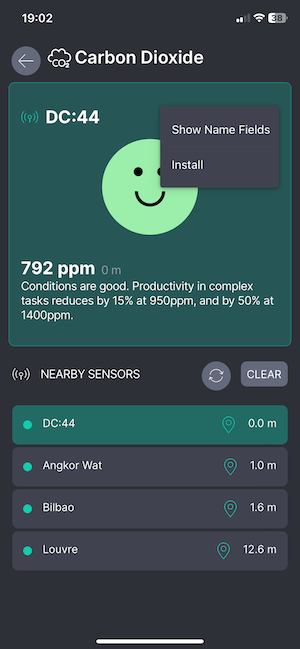 19:02
38
CO2 Carbon Dioxide
DC:44
Show Name Fields
Install
792 ppm 0 m
Conditions are good. Productivity in complex
tasks reduces by 15% at 950ppm, and by 50% at
1400ppm.
NEARBY SENSORS
CLEAR
DC:44 0.0 m
Angkor Wat 1.0 m
Bilbao 1.6 m
Louvre 12.6 m